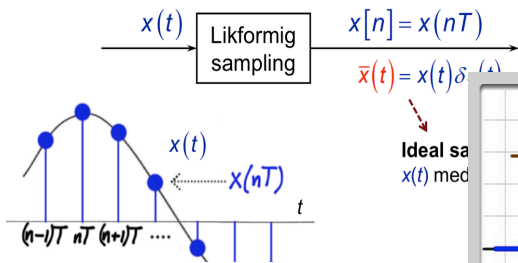 x(t)
Likformig
sampling
x[n] = x(nT)
x̄(t) = x(t)δ
Ideal sa
x(t) med
x(t)
x(nT)
t
(n-1)T nT (n+1)T ....